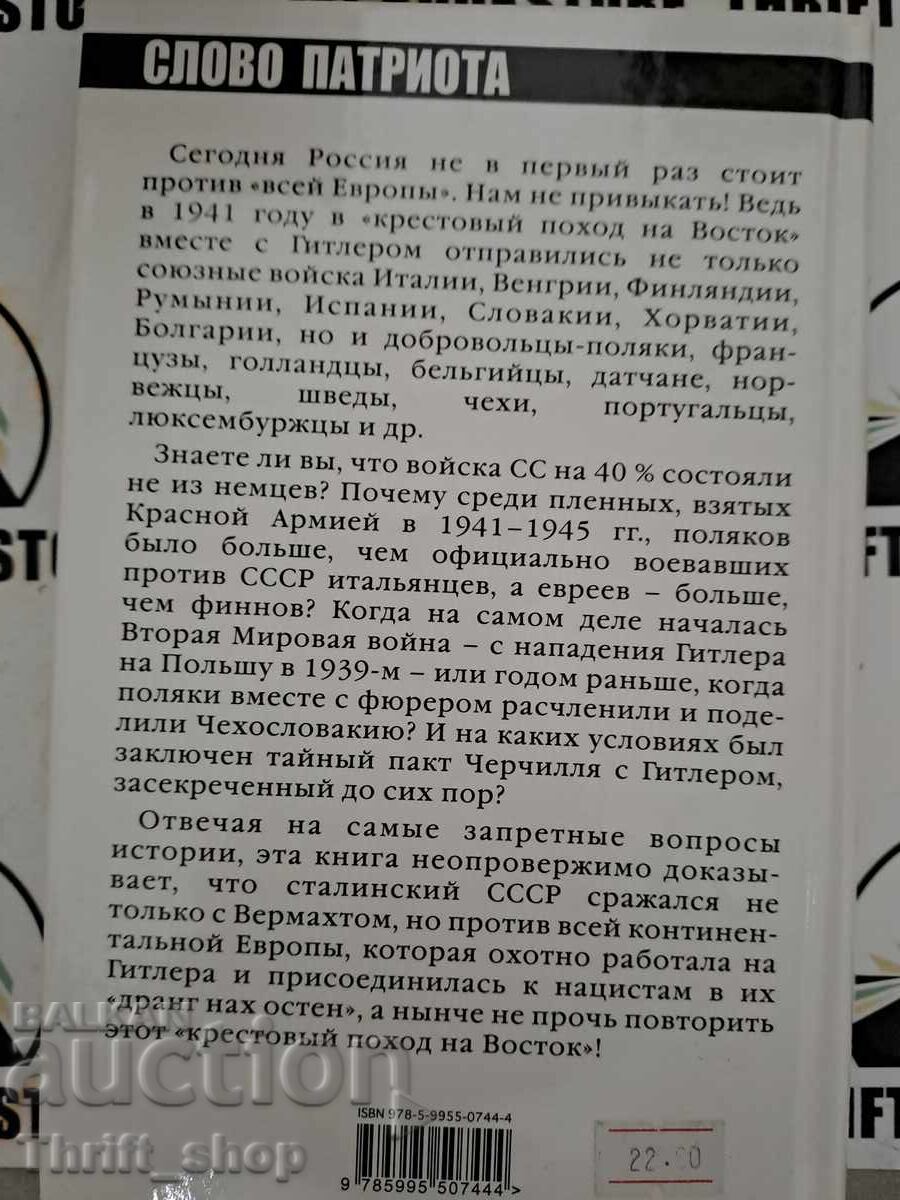 THRIFT
СЛОВО ПАТРИОТА
Сегодня Россия не в первый раз стоит
против «всей Европы». Нам не привыкать! Ведь
в 1941 году в «крестовый поход на Восток»
вместе с Гитлером отправились не только
союзные войска Италии, Венгрии, Финляндии,
Румынии, Испании, Словакии, Хорватии,
Болгарии, но и добровольцы-поляки, фран-
цузы, голландцы, бельгийцы, датчане, нор-
вежцы, шведы, чехи, португальцы,
люксембуржцы и др.
Знаете ли вы, что войска СС на 40 % состояли
не из немцев? Почему среди пленных, взятых
Красной Армией в 1941–1945 гг., поляков
было больше, чем официально воевавших
против СССР итальянцев, а евреев – больше,
чем финнов? Когда на самом деле началась
Вторая Мировая война – с нападения Гитлера
на Польшу в 1939-м – или годом раньше, когда
поляки вместе с фюрером расчленили и поде-
лили Чехословакию? И на каких условиях был
заключен тайный пакт Черчилля с Гитлером,
засекреченный до сих пор?
Отвечая на самые запретные вопросы
истории, эта книга неопровержимо доказы-
вает, что сталинский СССР сражался не
только с Вермахтом, но против всей континен-
тальной Европы, которая охотно работала на
Гитлера и присоединилась к нацистам в их
«дранг нах остен», а нынче не прочь повторить
этот «крестовый поход на Восток»!
BALKAN
auction
Thrift_shop
ISBN 978-5-9955-0744-4
9 785995 507444 >
22.00